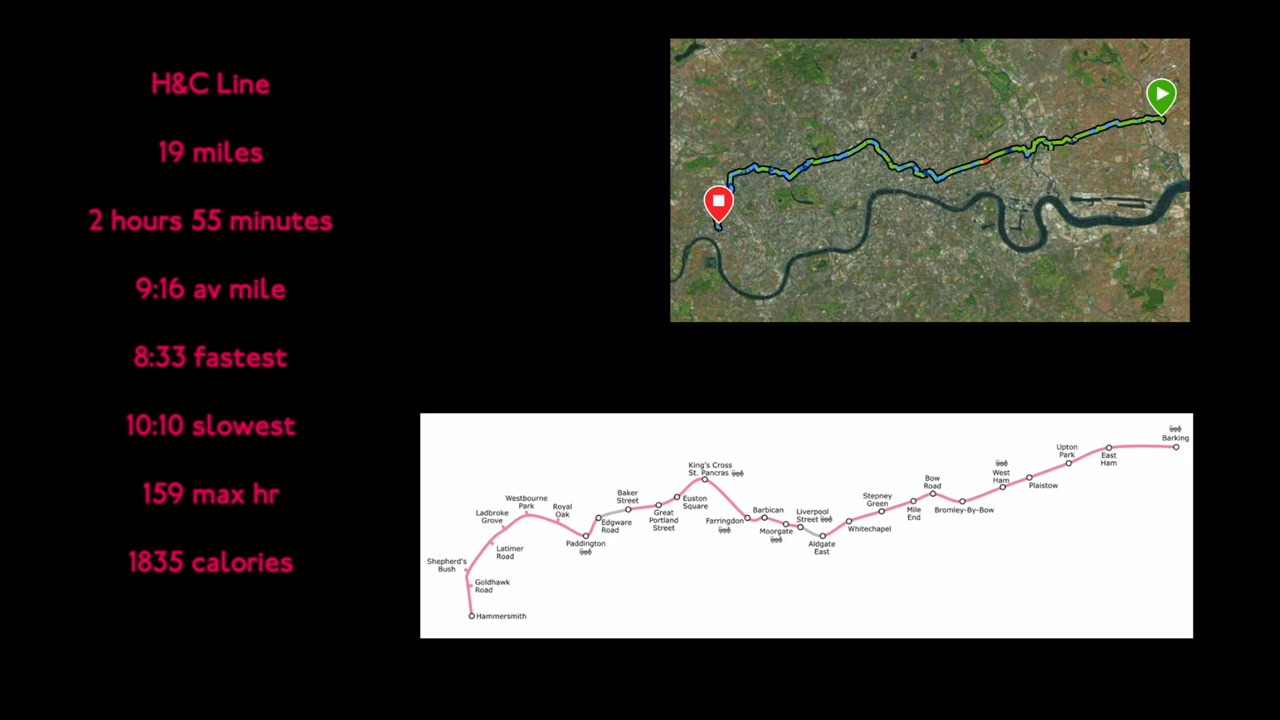 H&C Line
19 miles
2 hours 55 minutes
9:16 av mile
8:33 fastest
10:10 slowest
159 max hr
1835 calories
Hammersmith
Goldhawk
Road
Shepherd's
Bush
Latimer
Road
Ladbroke
Grove
Westbourne
Park
Royal
Oak
Paddington
Edgware
Road
Baker
Street
Great
Portland
Street
Euston
Square
King's Cross
St. Pancras
Farringdon
Barbican
Moorgate
Liverpool
Street
Aldgate
East
Whitechapel
Stepney
Green
Mile
End
Bow
Road
Bromley-By-Bow
West
Ham
Plaistow
Upton
Park
East
Ham
Barking